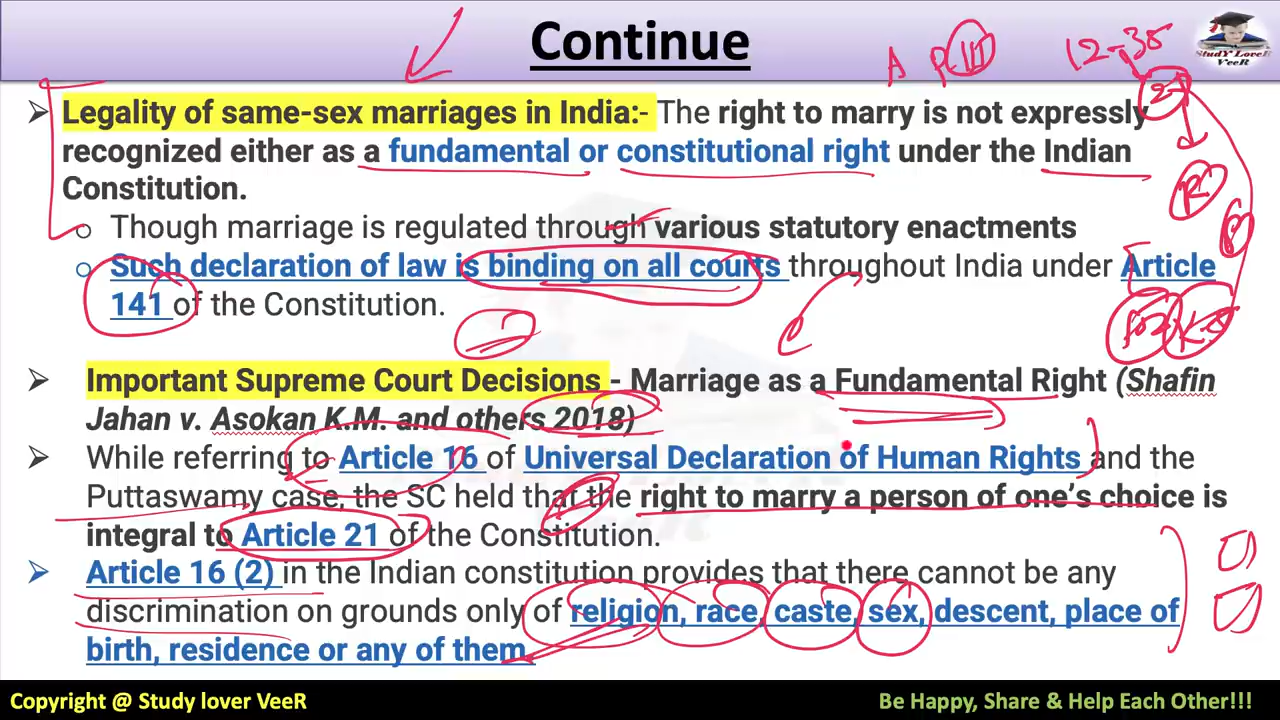 Continue
A P-III 12-35
StudY LoveR
VeeR
➤ Legality of same-sex marriages in India:- The right to marry is not expressly
recognized either as a fundamental or constitutional right under the Indian
Constitution.
o Though marriage is regulated through various statutory enactments
o Such declaration of law is binding on all courts throughout India under Article
141 of the Constitution.
➤ Important Supreme Court Decisions - Marriage as a Fundamental Right (Shafin
Jahan v. Asokan K.M. and others 2018)
➤ While referring to Article 16 of Universal Declaration of Human Rights and the
Puttaswamy case, the SC held that the right to marry a person of one's choice is
integral to Article 21 of the Constitution.
➤ Article 16 (2) in the Indian constitution provides that there cannot be any
discrimination on grounds only of religion, race, caste, sex, descent, place of
birth, residence or any of them.
Copyright @ Study lover VeeR
Be Happy, Share & Help Each Other!!!